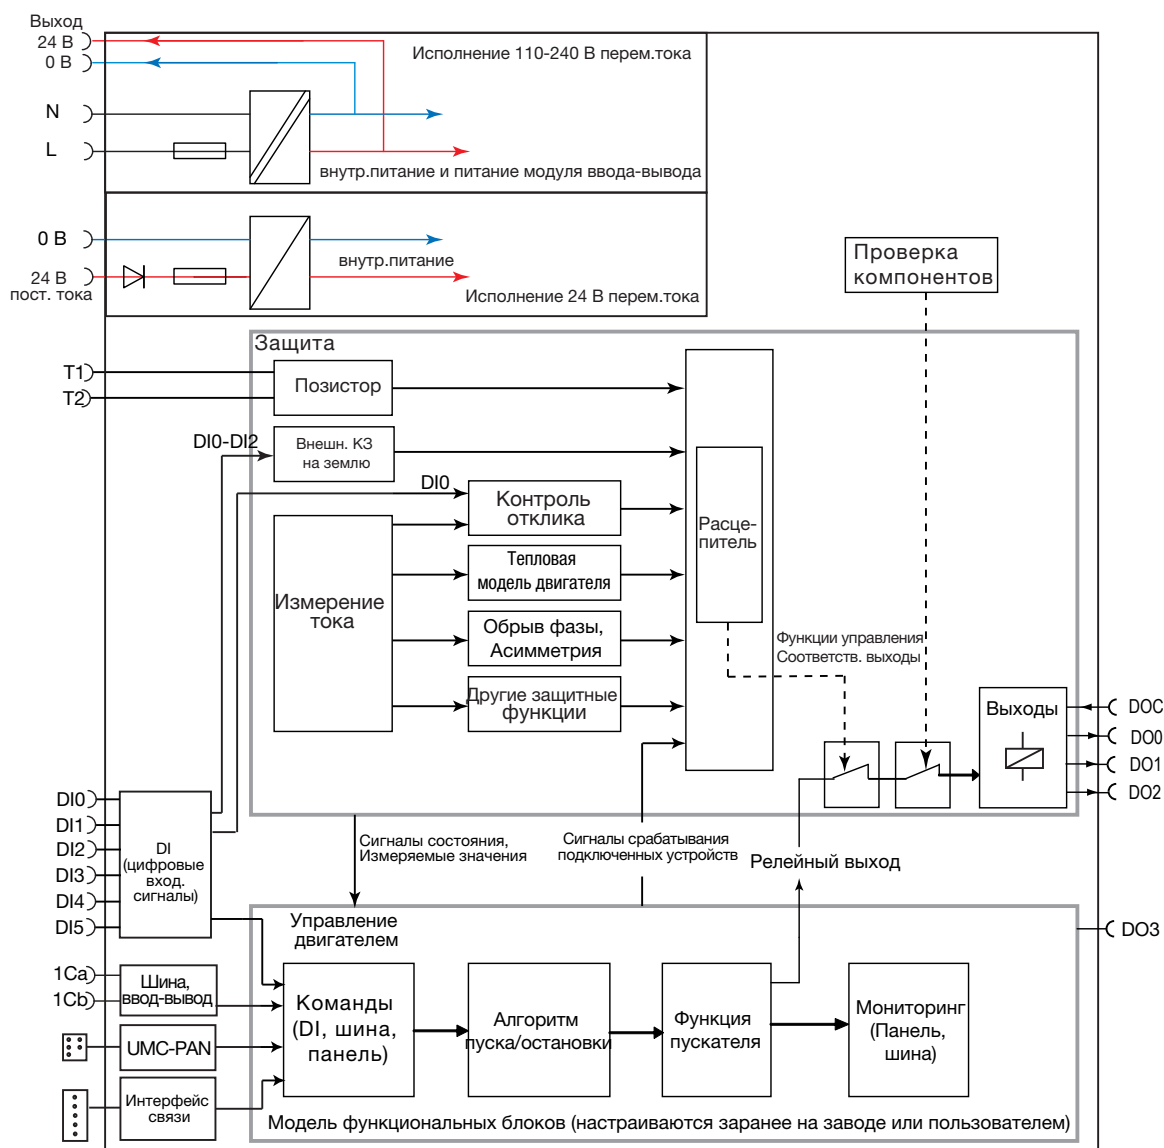 Выход
24 В
0 В
Исполнение 110-240 В перем.тока
N
L
внутр.питание и питание модуля ввода-вывода
0 В
внутр.питание
24 В
пост. тока
Исполнение 24 В перем.тока
Проверка
компонентов
Защита
T1
T2
Позистор
DI0-DI2
Внешн. КЗ
на землю
DI0
Контроль
отклика
Расце-
питель
Тепловая
модель двигателя
Измерение
тока
Обрыв фазы,
Асимметрия
Другие защитные
функции
Функции управления
Соответств. выходы
Выходы
DOC
DO0
DO1
DO2
DI0
DI1
DI2
DI3
DI4
DI5
DI
(цифровые
вход.
сигналы)
Сигналы состояния,
Измеряемые значения
Сигналы срабатывания
подключенных устройств
Релейный выход
Управление
двигателем
DO3
1Ca
1Cb
Шина,
ввод-вывод
UMC-PAN
Интерфейс
связи
Команды
(DI, шина,
панель)
Алгоритм
пуска/остановки
Функция
пускателя
Мониторинг
(Панель,
шина)
Модель функциональных блоков (настраиваются заранее на заводе или пользователем)